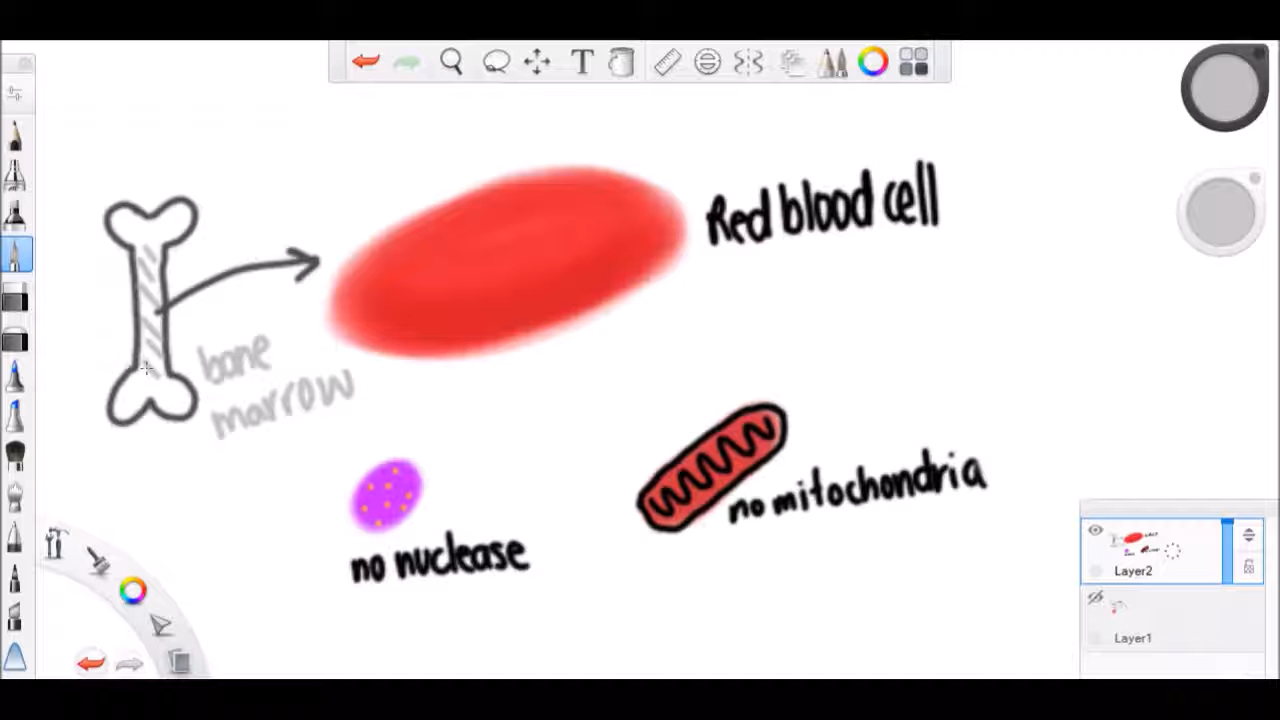 Red blood cell
bone
marrow
no mitochondria
no nuclease
Layer2
Layer1